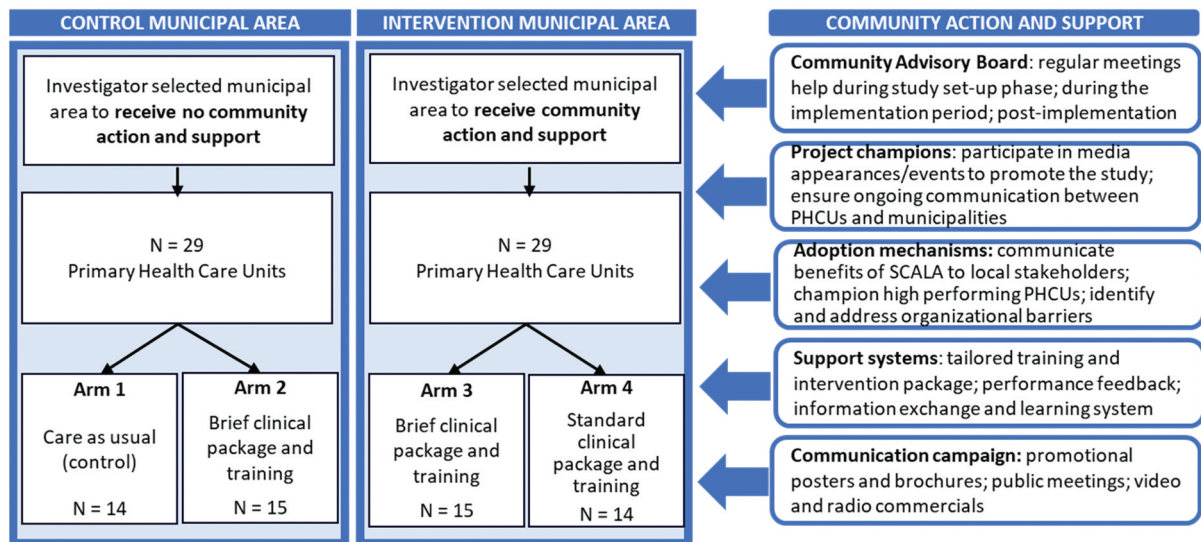 CONTROL MUNICIPAL AREA
Investigator selected municipal
area to receive no community
action and support
N = 29
Primary Health Care Units
Arm 1
Care as usual
(control)
N = 14
Arm 2
Brief clinical
package and
training
N = 15
INTERVENTION MUNICIPAL AREA
Investigator selected municipal
area to receive community
action and support
N = 29
Primary Health Care Units
Arm 3
Brief clinical
package and
training
N = 15
Arm 4
Standard
clinical
package and
training
N = 14
COMMUNITY ACTION AND SUPPORT
Community Advisory Board: regular meetings
help during study set-up phase; during the
implementation period; post-implementation
Project champions: participate in media
appearances/events to promote the study;
ensure ongoing communication between
PHCUs and municipalities
Adoption mechanisms: communicate
benefits of SCALA to local stakeholders;
champion high performing PHCUs; identify
and address organizational barriers
Support systems: tailored training and
intervention package; performance feedback;
information exchange and learning system
Communication campaign: promotional
posters and brochures; public meetings; video
and radio commercials